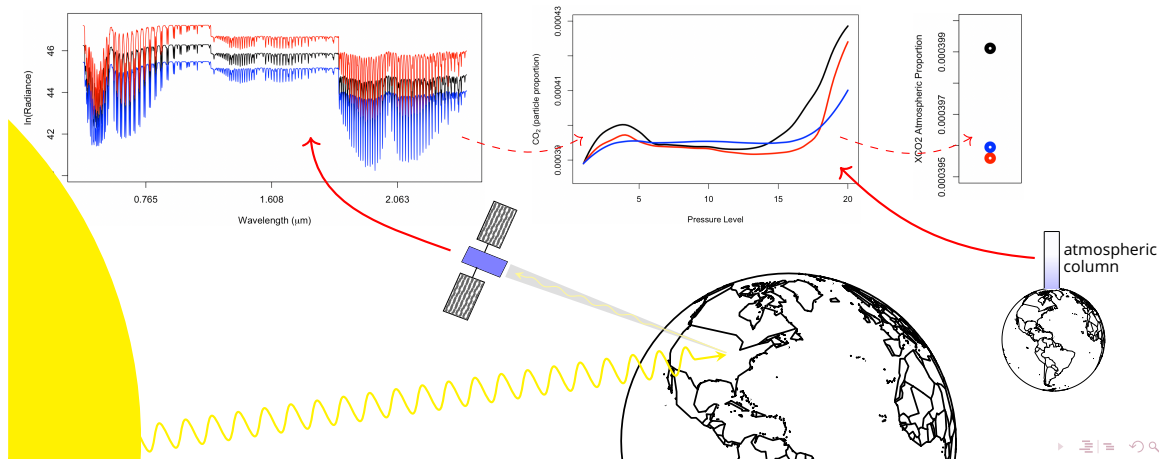 ln(Radiance)
46
44
42
0.765
1.608
2.063
Wavelength (μm)
CO₂ (particle proportion)
0.00043
0.00041
0.00039
5
10
15
20
Pressure Level
XCO2 Atmospheric Proportion
0.000399
0.000397
0.000395
atmospheric
column